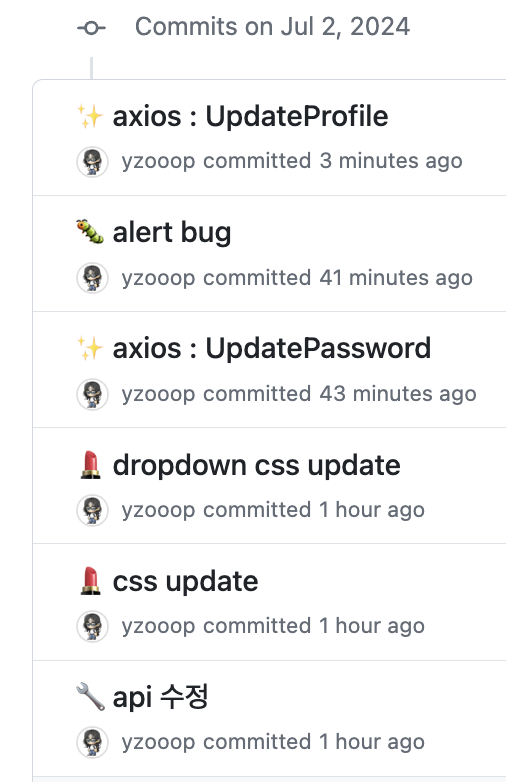 Commits on Jul 2, 2024
✨ axios : UpdateProfile
yzooop committed 3 minutes ago
🐛 alert bug
yzooop committed 41 minutes ago
✨ axios : UpdatePassword
yzooop committed 43 minutes ago
💄 dropdown css update
yzooop committed 1 hour ago
💄 css update
yzooop committed 1 hour ago
🔧 api 수정
yzooop committed 1 hour ago